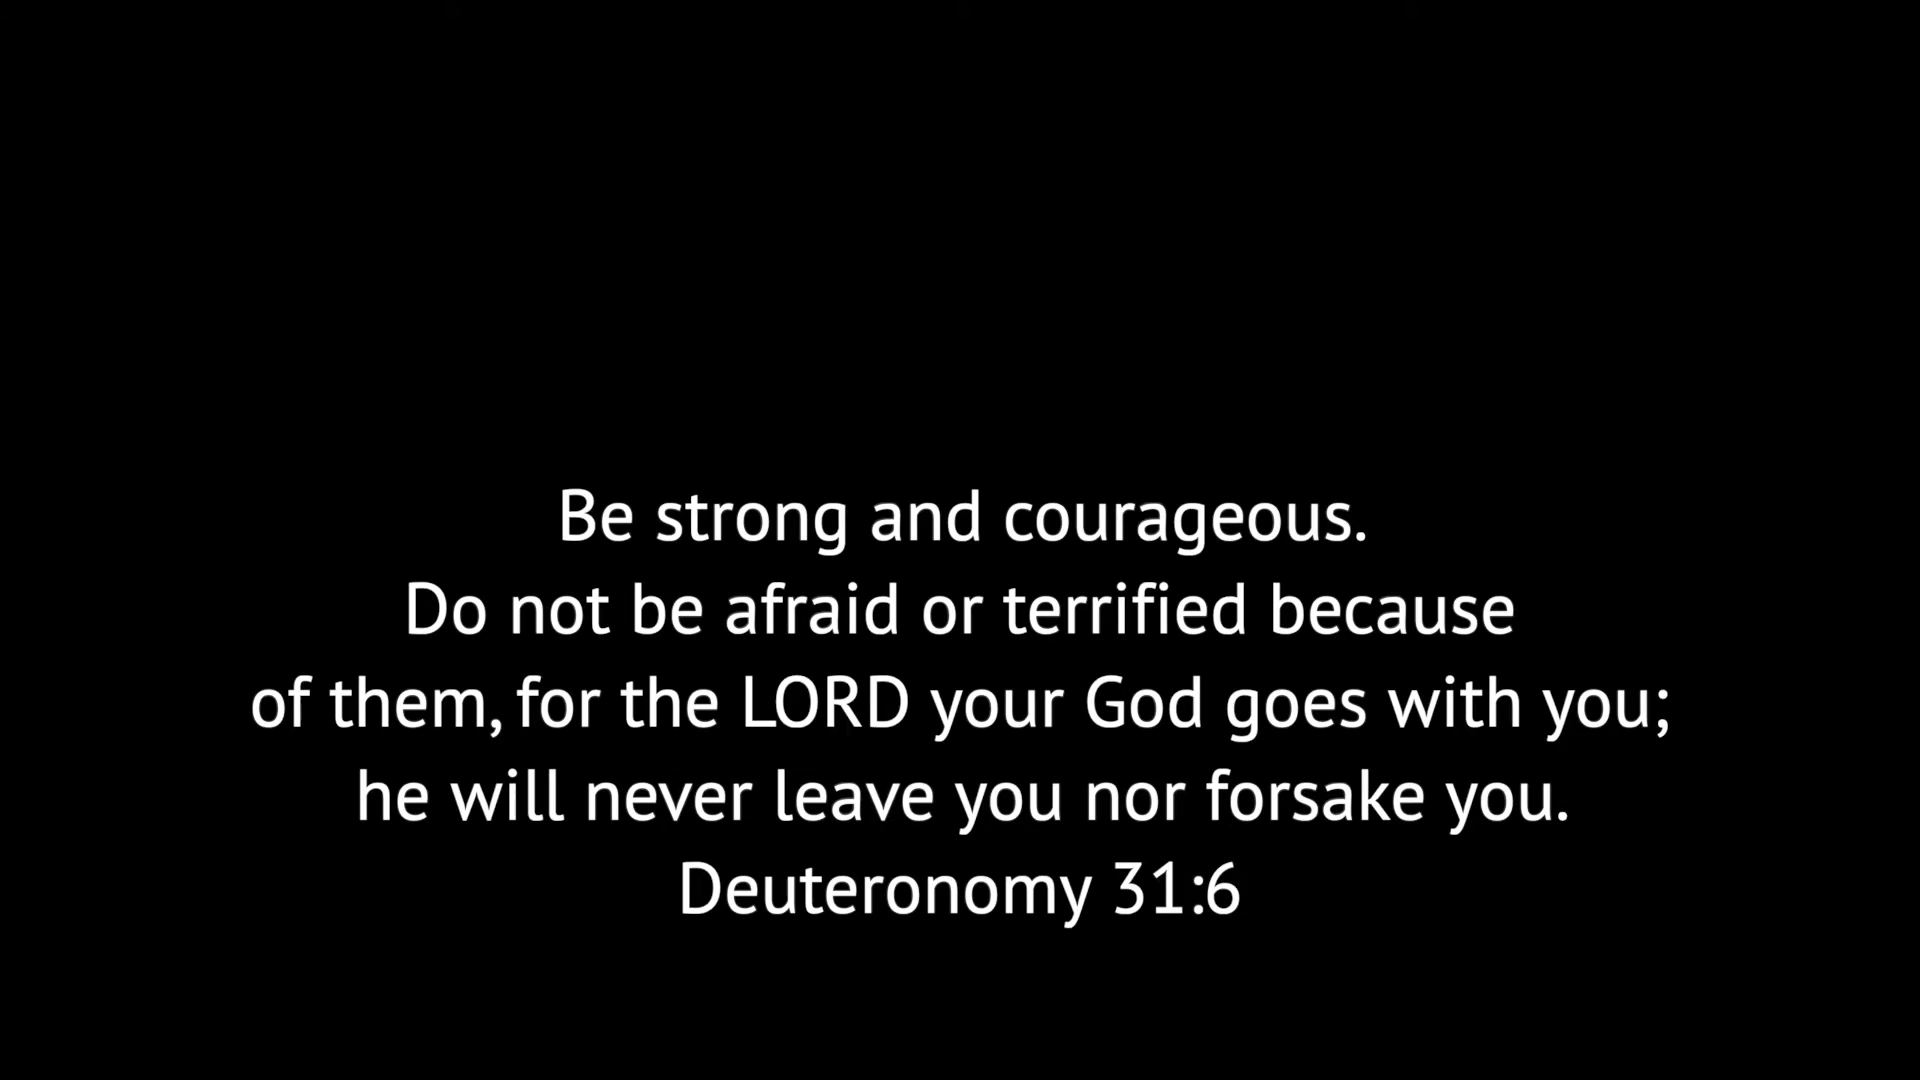 Be strong and courageous.
Do not be afraid or terrified because
of them, for the LORD your God goes with you;
he will never leave you nor forsake you.
Deuteronomy 31:6